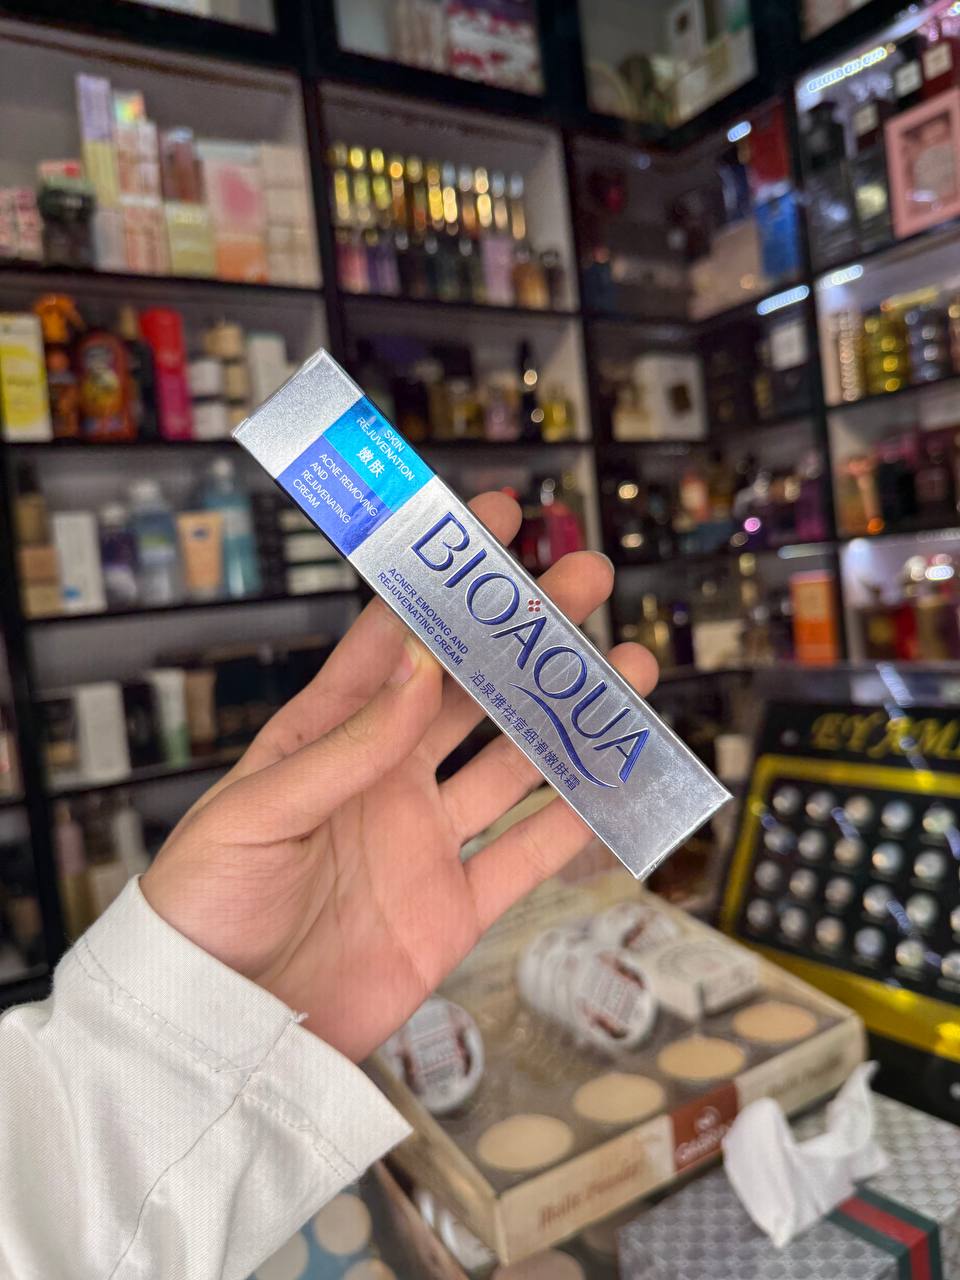 SKIN
REJUVENATION
嫩肤
ACNE REMOVING
AND
REJUVENATING
CREAM
BIOAQUA
ACNER EMOVING AND
REJUVENATING CREAM
泊泉雅祛痘细滑嫩肤霜